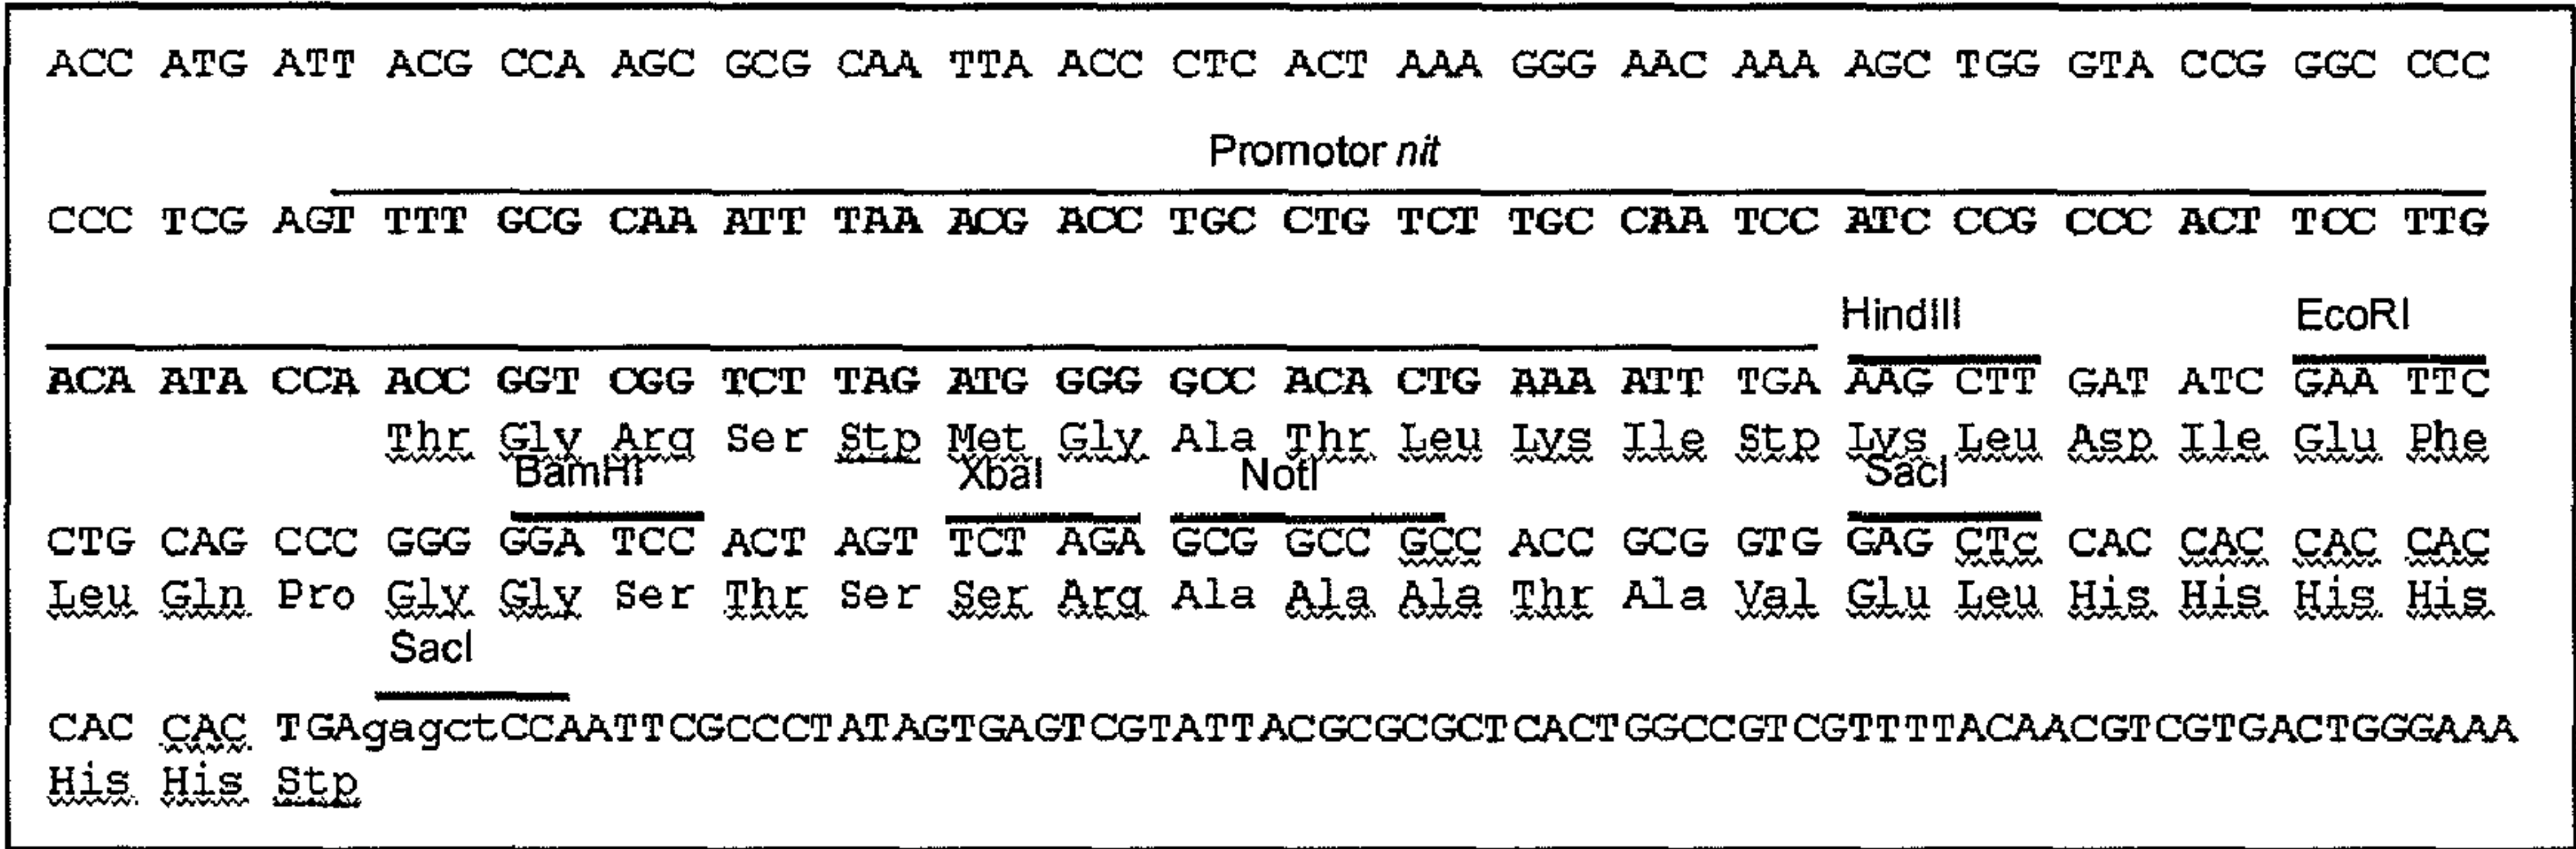 ACC ATG ATT ACG CCA AGC GCG CAA TTA ACC CTC ACT AAA GGG AAC AAA AGC TGG GTA CCG GGC CCC
Promotor nit
CCC TCG AGT TTT GCG CAA ATT TAA ACG ACC TGC CTG TCT TGC CAA TCC ATC CCG CCC ACT TCC TTG
HindIII EcoRI
ACA ATA CCA ACC GGT CGG TCT TAG ATG GGG GCC ACA CTG AAA ATT TGA AAG CTT GAT ATC GAA TTC
Thr Gly Arg Ser Stp Met Gly Ala Thr Leu Lys Ile Stp Lys Leu Asp Ile Glu Phe
BamHI XbaI NotI SacI
CTG CAG CCC GGG GGA TCC ACT AGT TCT AGA GCG GCC GCC ACC GCG GTG GAG CTc CAC CAC CAC CAC
Leu Gln Pro Gly Gly Ser Thr Ser Ser Arg Ala Ala Ala Thr Ala Val Glu Leu His His His His
SacI
CAC CAC TGAgagctCCAATTCGCCCTATAGTGAGTCGTATTACGCGCGCTCACTGGCCGTCGTTTTACAACGTCGTGACTGGGAAA
His His Stp